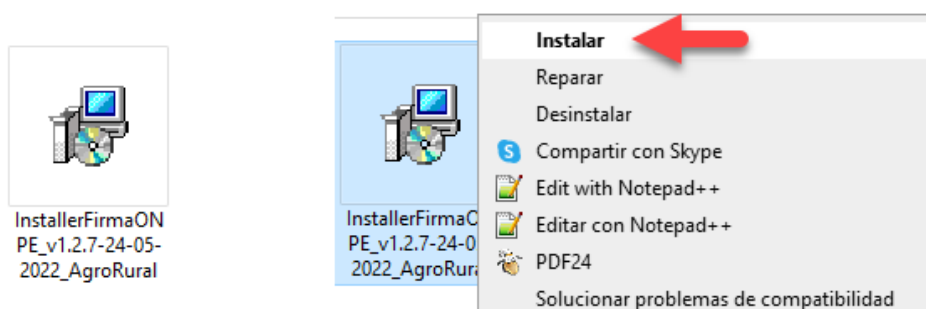 InstallerFirmaON
PE_v1.2.7-24-05-
2022_AgroRural
InstallerFirmaO
PE_v1.2.7-24-0
2022_AgroRura
Instalar
Reparar
Desinstalar
Compartir con Skype
Edit with Notepad++
Editar con Notepad++
PDF24
Solucionar problemas de compatibilidad